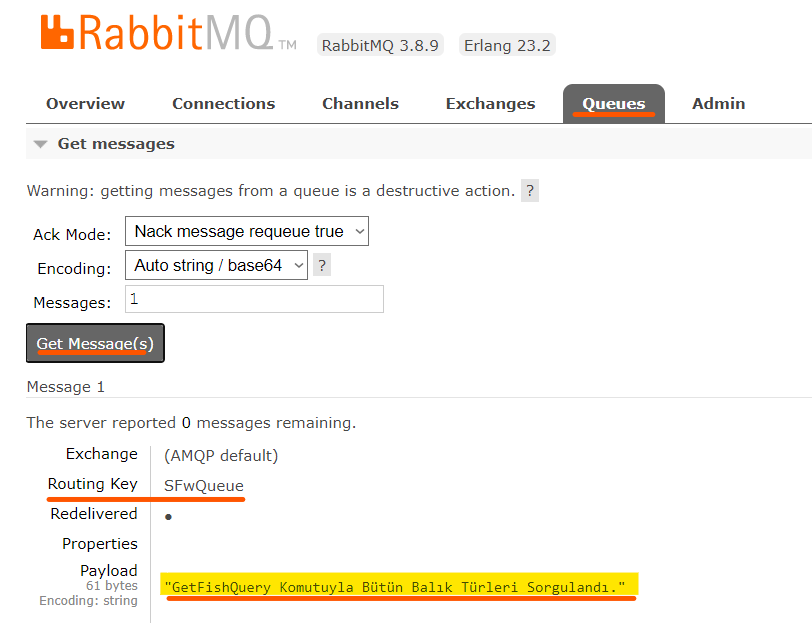 RabbitMQ TM RabbitMQ 3.8.9 Erlang 23.2
Overview Connections Channels Exchanges Queues Admin
Get messages
Warning: getting messages from a queue is a destructive action. ?
Ack Mode: Nack message requeue true
Encoding: Auto string / base64 ?
Messages: 1
Get Message(s)
Message 1
The server reported 0 messages remaining.
Exchange (AMQP default)
Routing Key SFwQueue
Redelivered ●
Properties
Payload
61 bytes
Encoding: string
"GetFishQuery Komutuyla Bütün Balık Türleri Sorgulandı."